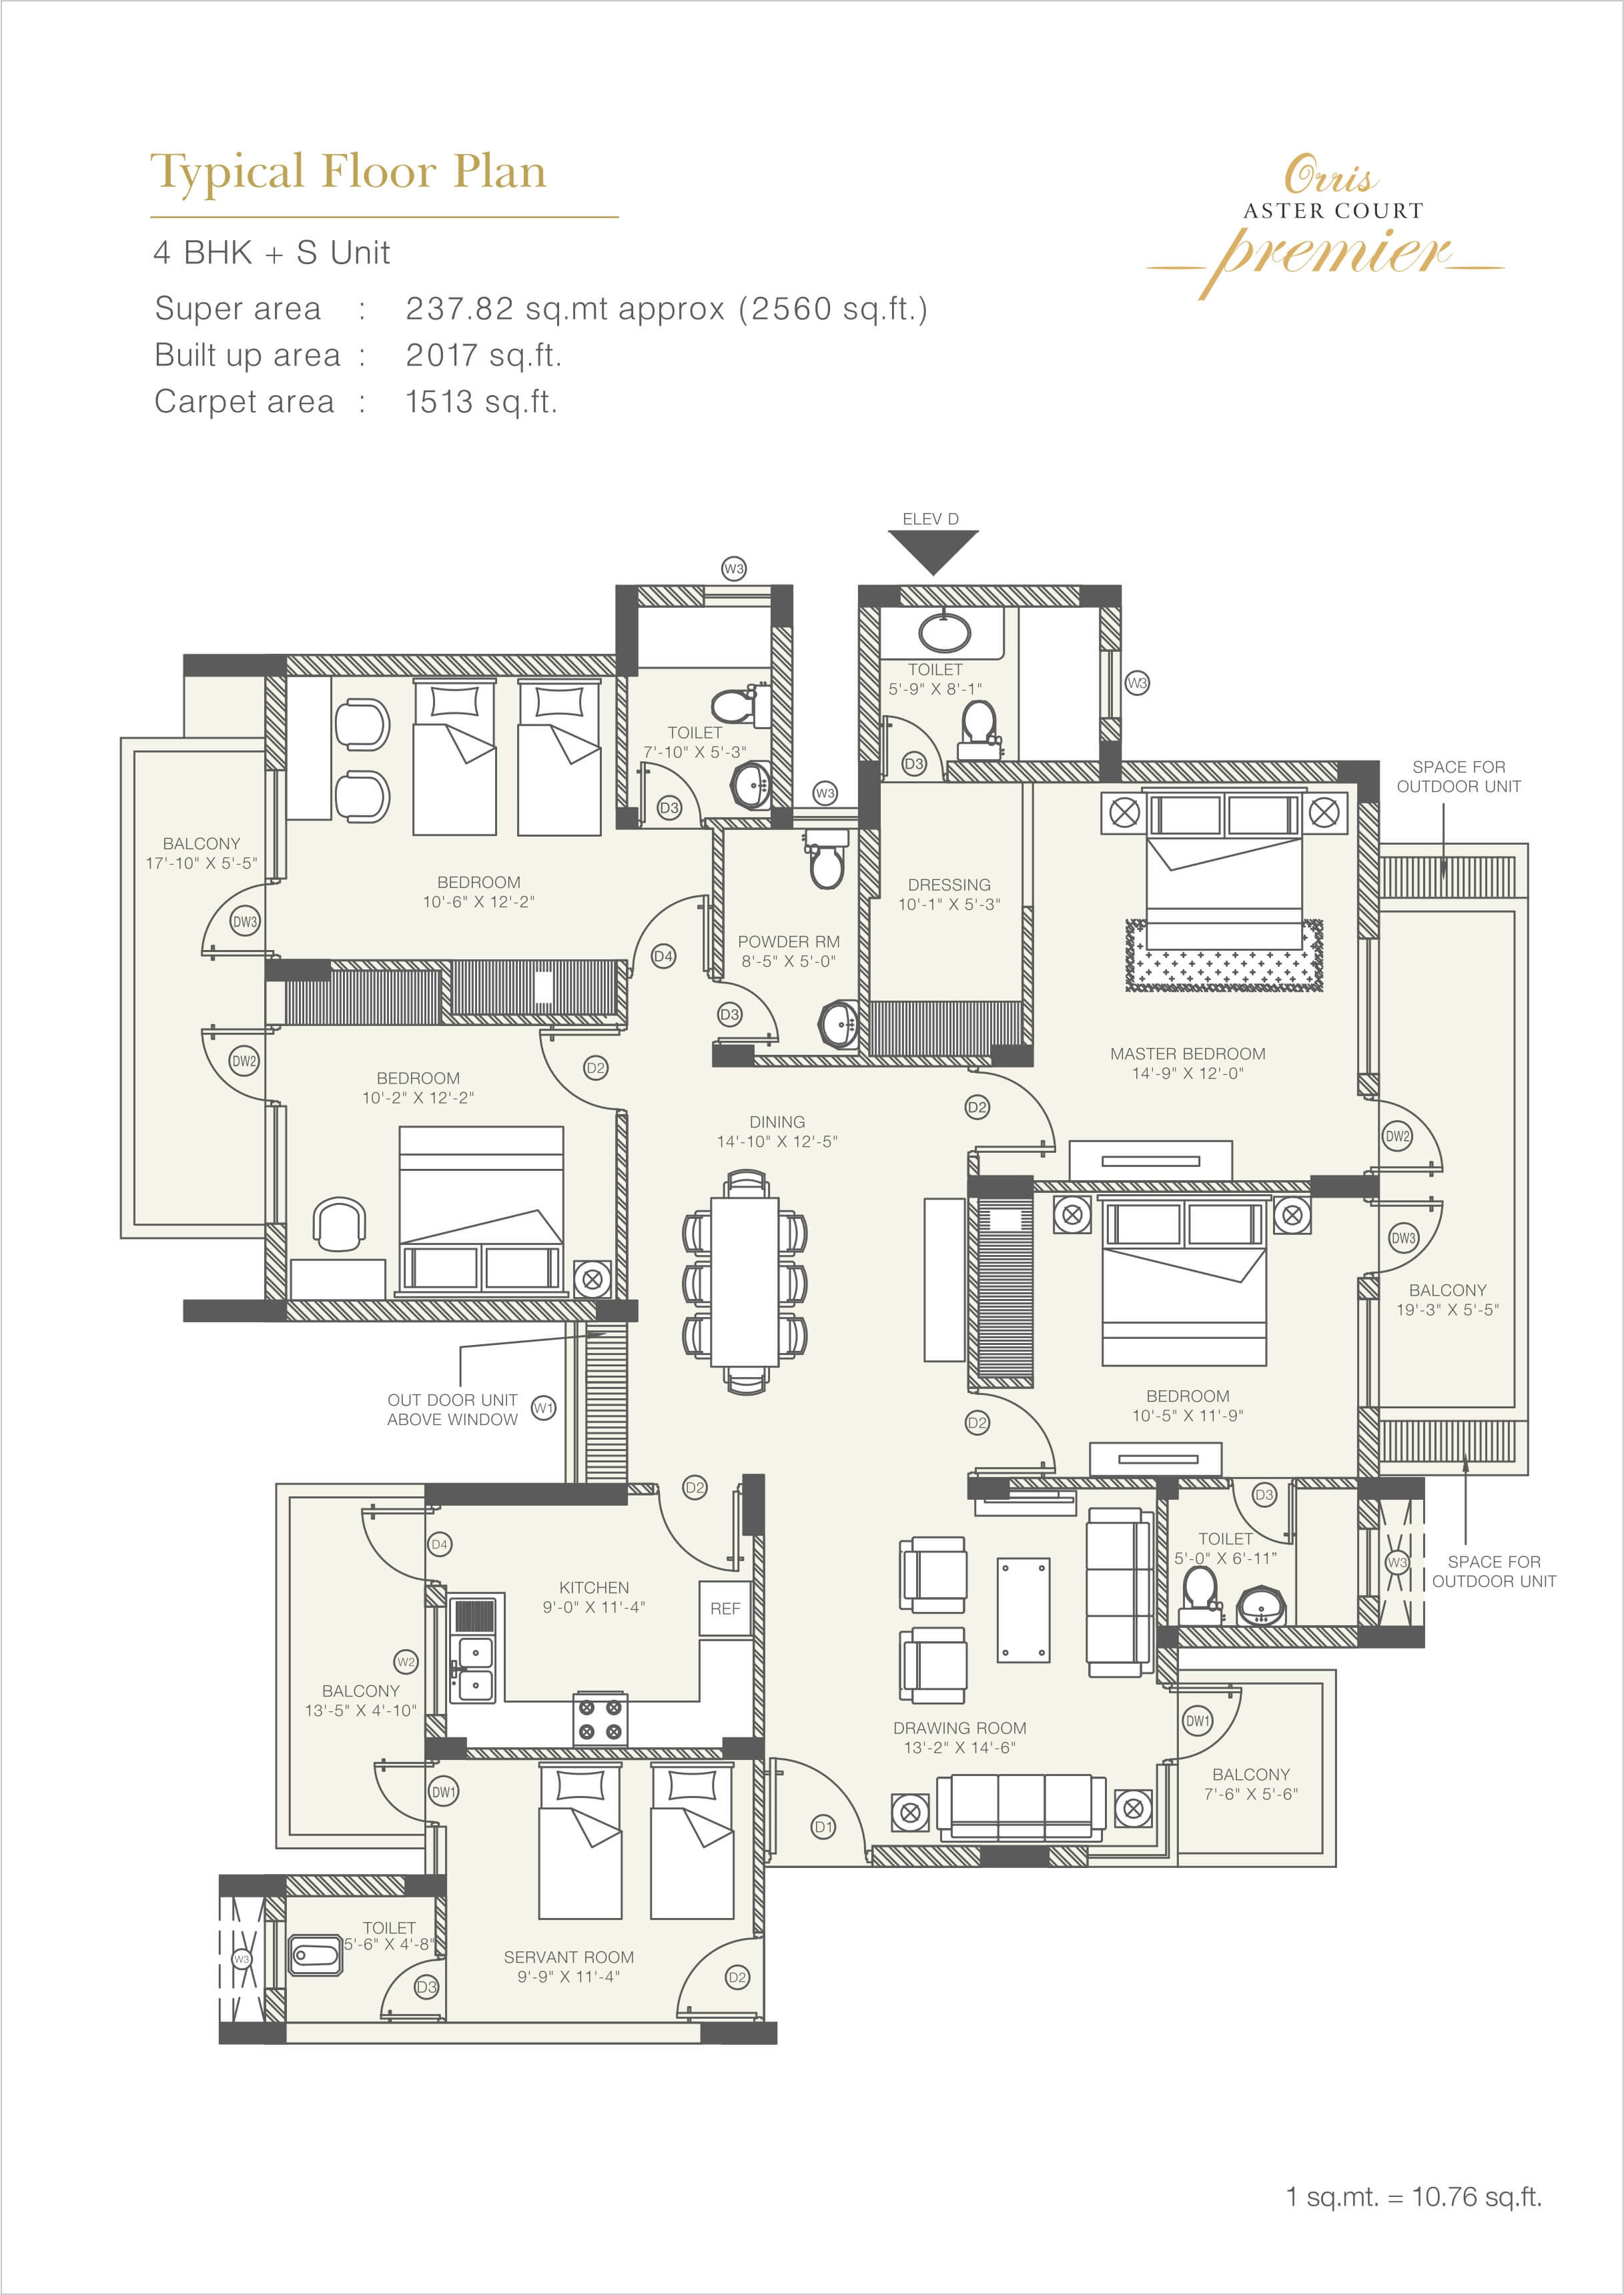 Typical Floor Plan
4 BHK + S Unit
Super area : 237.82 sq.mt approx (2560 sq.ft.)
Built up area : 2017 sq.ft.
Carpet area : 1513 sq.ft.
Orris
ASTER COURT
premier
ELEV D
W3
TOILET
5'-9" X 8'-1"
W3
D3
TOILET
7'-10" X 5'-3"
D3
W3
SPACE FOR
OUTDOOR UNIT
BALCONY
17'-10" X 5'-5"
DW3
BEDROOM
10'-6" X 12'-2"
D4
DRESSING
10'-1" X 5'-3"
POWDER RM
8'-5" X 5'-0"
D3
DW2
D2
BEDROOM
10'-2" X 12'-2"
MASTER BEDROOM
14'-9" X 12'-0"
D2
DINING
14'-10" X 12'-5"
DW2
DW3
BALCONY
19'-3" X 5'-5"
OUT DOOR UNIT
ABOVE WINDOW
W1
BEDROOM
10'-5" X 11'-9"
D2
D2
D3
D4
TOILET
5'-0" X 6'-11”
W3
SPACE FOR
OUTDOOR UNIT
KITCHEN
9'-0" X 11'-4"
REF
W2
BALCONY
13'-5" X 4'-10"
DRAWING ROOM
13'-2" X 14'-6"
DW1
DW1
BALCONY
7'-6" X 5'-6"
D1
TOILET
5'-6" X 4'-8"
W3
D3
SERVANT ROOM
9'-9" X 11'-4"
D2
1 sq.mt. = 10.76 sq.ft.